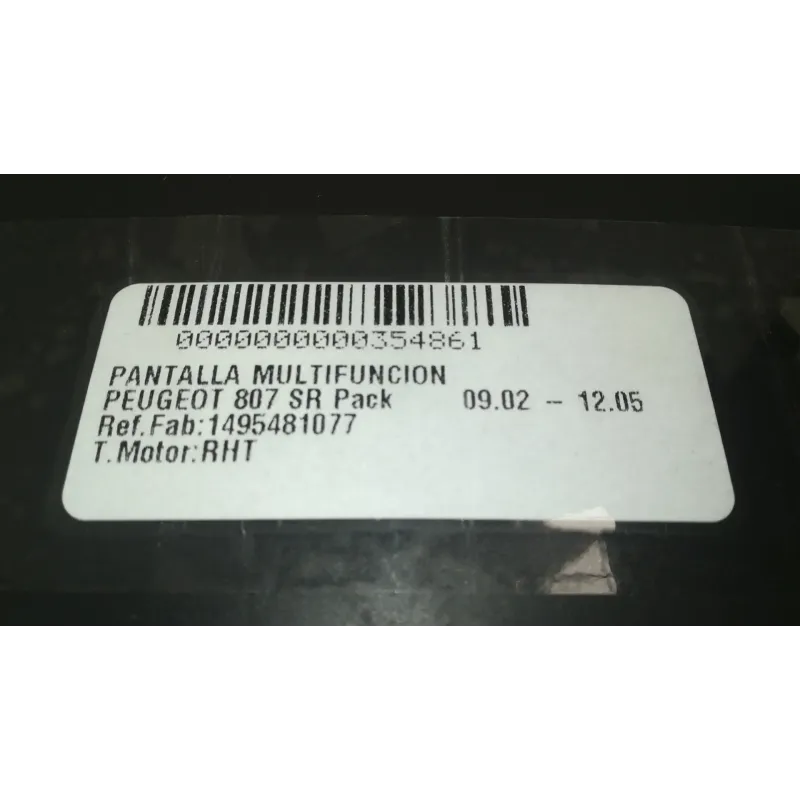 0000000000354861
PANTALLA MULTIFUNCION
PEUGEOT 807 SR Pack 09.02 - 12.05
Ref.Fab:1495481077
T.Motor:RHT